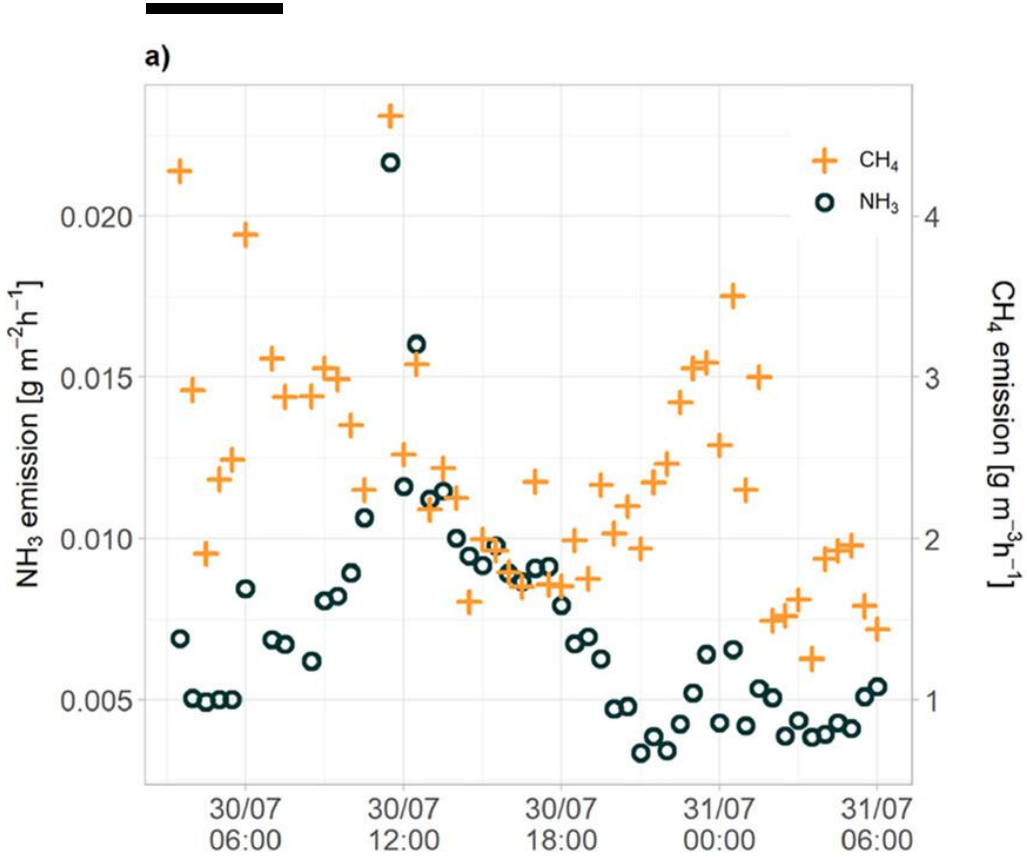 a)
CH₄
NH₃
0.020
0.015
0.010
0.005
NH₃ emission [g m⁻²h⁻¹]
4
3
2
1
CH₄ emission [g m⁻³h⁻¹]
30/07 30/07 30/07 31/07 31/07
06:00 12:00 18:00 00:00 06:00